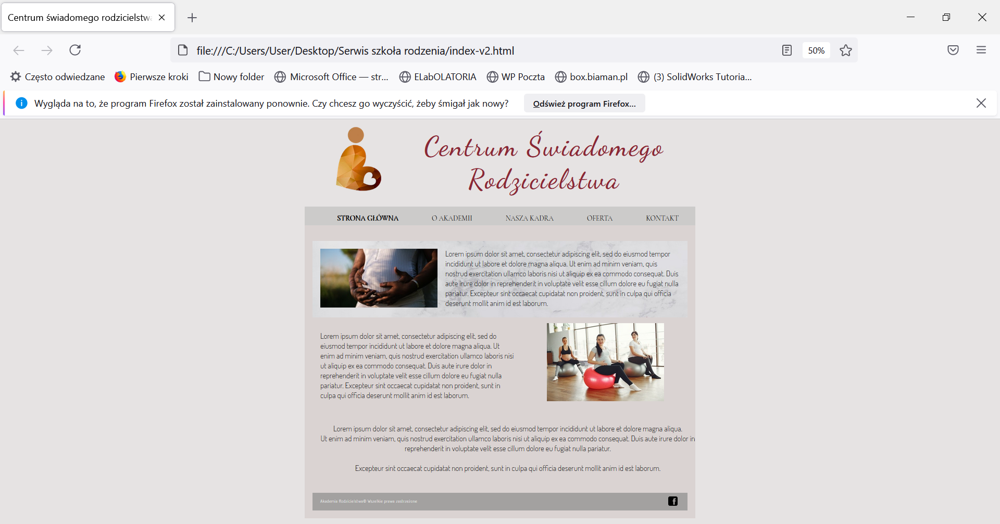 Centrum świadomego rodzicielstwa
file:///C:/Users/User/Desktop/Serwis szkoła rodzenia/index-v2.html
50%
Często odwiedzane
Pierwsze kroki
Nowy folder
Microsoft Office — str...
ELabOLATORIA
WP Poczta
box.biaman.pl
(3) SolidWorks Tutoria...
Wygląda na to, że program Firefox został zainstalowany ponownie. Czy chcesz go wyczyścić, żeby śmigał jak nowy?
Odśwież program Firefox...
Centrum Świadomego
Rodzicielstwa
STRONA GŁÓWNA
O AKADEMII
NASZA KADRA
OFERTA
KONTAKT
Lorem ipsum dolor sit amet, consectetur adipiscing elit, sed do eiusmod tempor
incididunt ut labore et dolore magna aliqua. Ut enim ad minim veniam, quis
nostrud exercitation ullamco laboris nisi ut aliquip ex ea commodo consequat. Duis
aute irure dolor in reprehenderit in voluptate velit esse cillum dolore eu fugiat nulla
pariatur. Excepteur sint occaecat cupidatat non proident, sunt in culpa qui officia
deserunt mollit anim id est laborum.
Lorem ipsum dolor sit amet, consectetur adipiscing elit, sed do
eiusmod tempor incididunt ut labore et dolore magna aliqua. Ut
enim ad minim veniam, quis nostrud exercitation ullamco laboris nisi
ut aliquip ex ea commodo consequat. Duis aute irure dolor in
reprehenderit in voluptate velit esse cillum dolore eu fugiat nulla
pariatur. Excepteur sint occaecat cupidatat non proident, sunt in
culpa qui officia deserunt mollit anim id est laborum.
Lorem ipsum dolor sit amet, consectetur adipiscing elit, sed do eiusmod tempor incididunt ut labore et dolore magna aliqua.
Ut enim ad minim veniam, quis nostrud exercitation ullamco laboris nisi ut aliquip ex ea commodo consequat. Duis aute irure dolor in
reprehenderit in voluptate velit esse cillum dolore eu fugiat nulla pariatur.
Excepteur sint occaecat cupidatat non proident, sunt in culpa qui officia deserunt mollit anim id est laborum.
Akademia Rodzicielstwa© Wszelkie prawa zastrzeżone